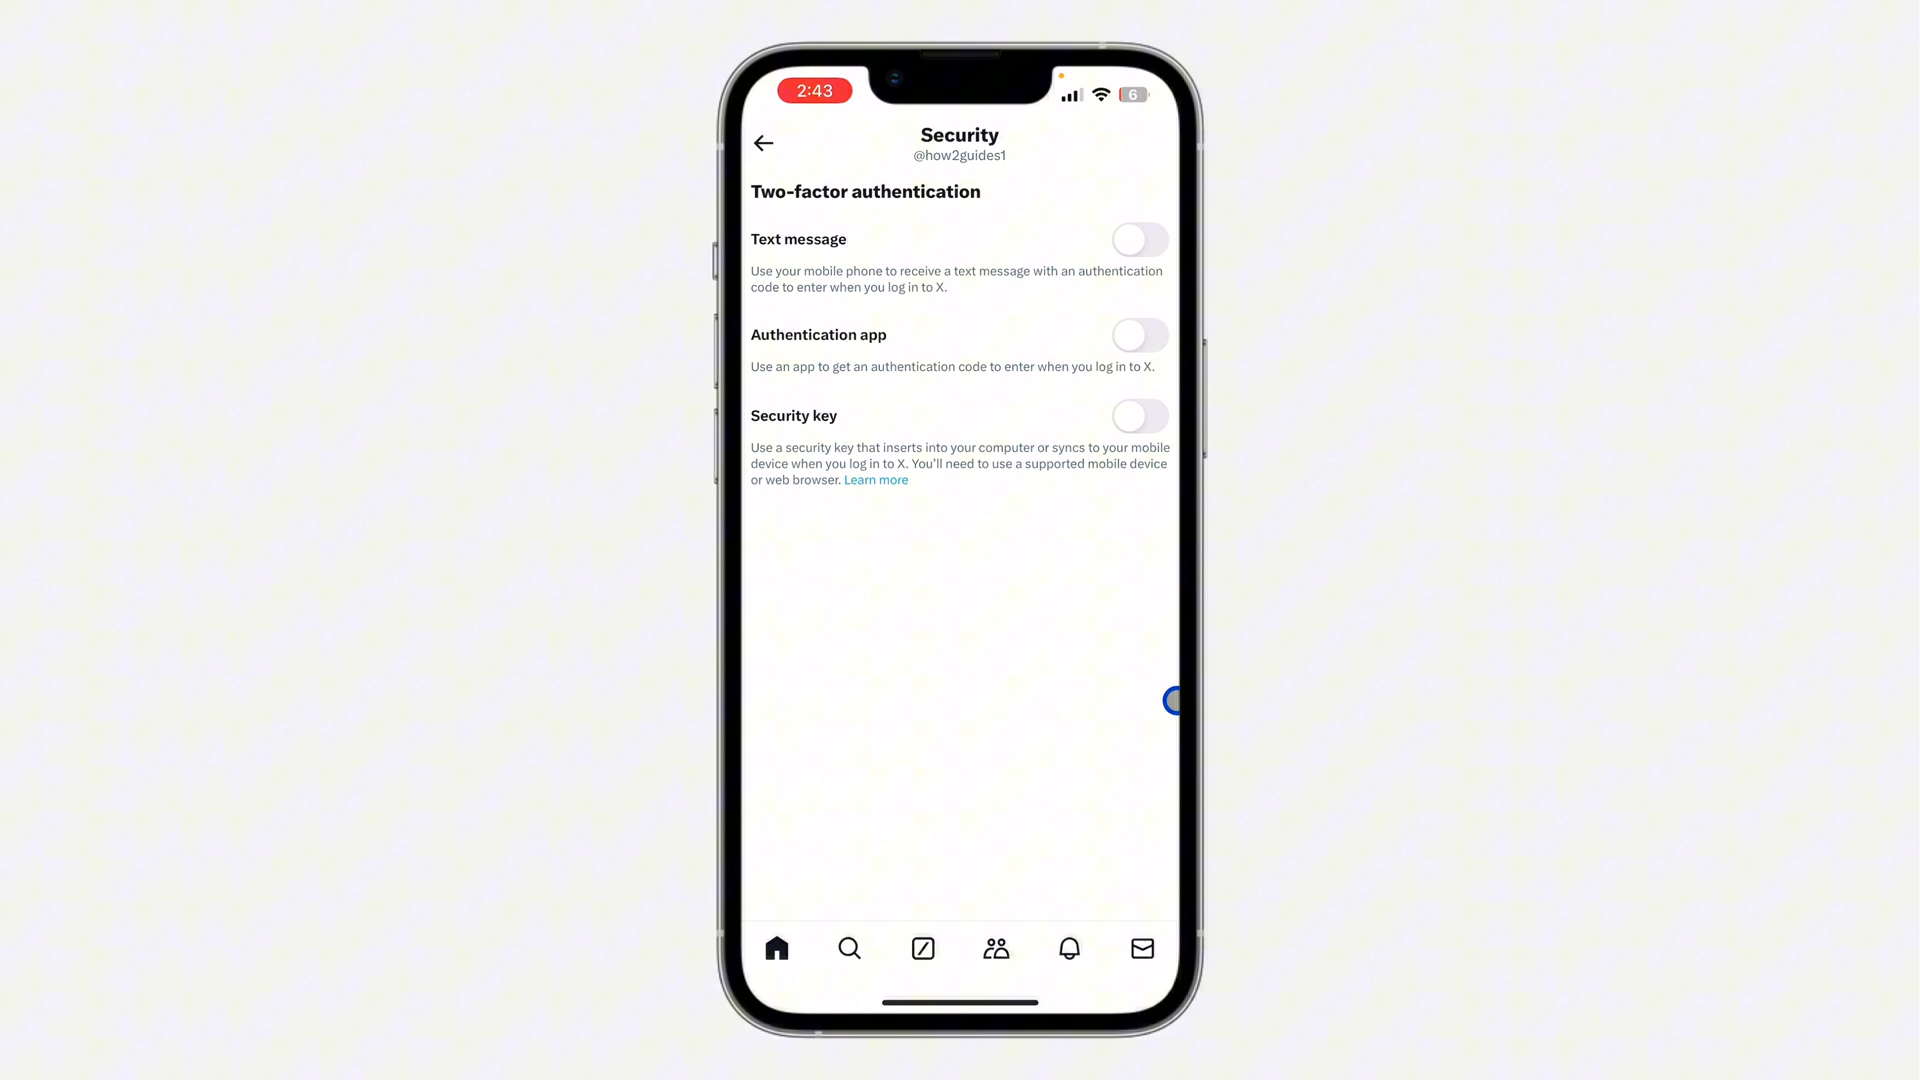 2:43
6
Security
@how2guides1
Two-factor authentication
Text message
Use your mobile phone to receive a text message with an authentication
code to enter when you log in to X.
Authentication app
Use an app to get an authentication code to enter when you log in to X.
Security key
Use a security key that inserts into your computer or syncs to your mobile
device when you log in to X. You’ll need to use a supported mobile device
or web browser. Learn more